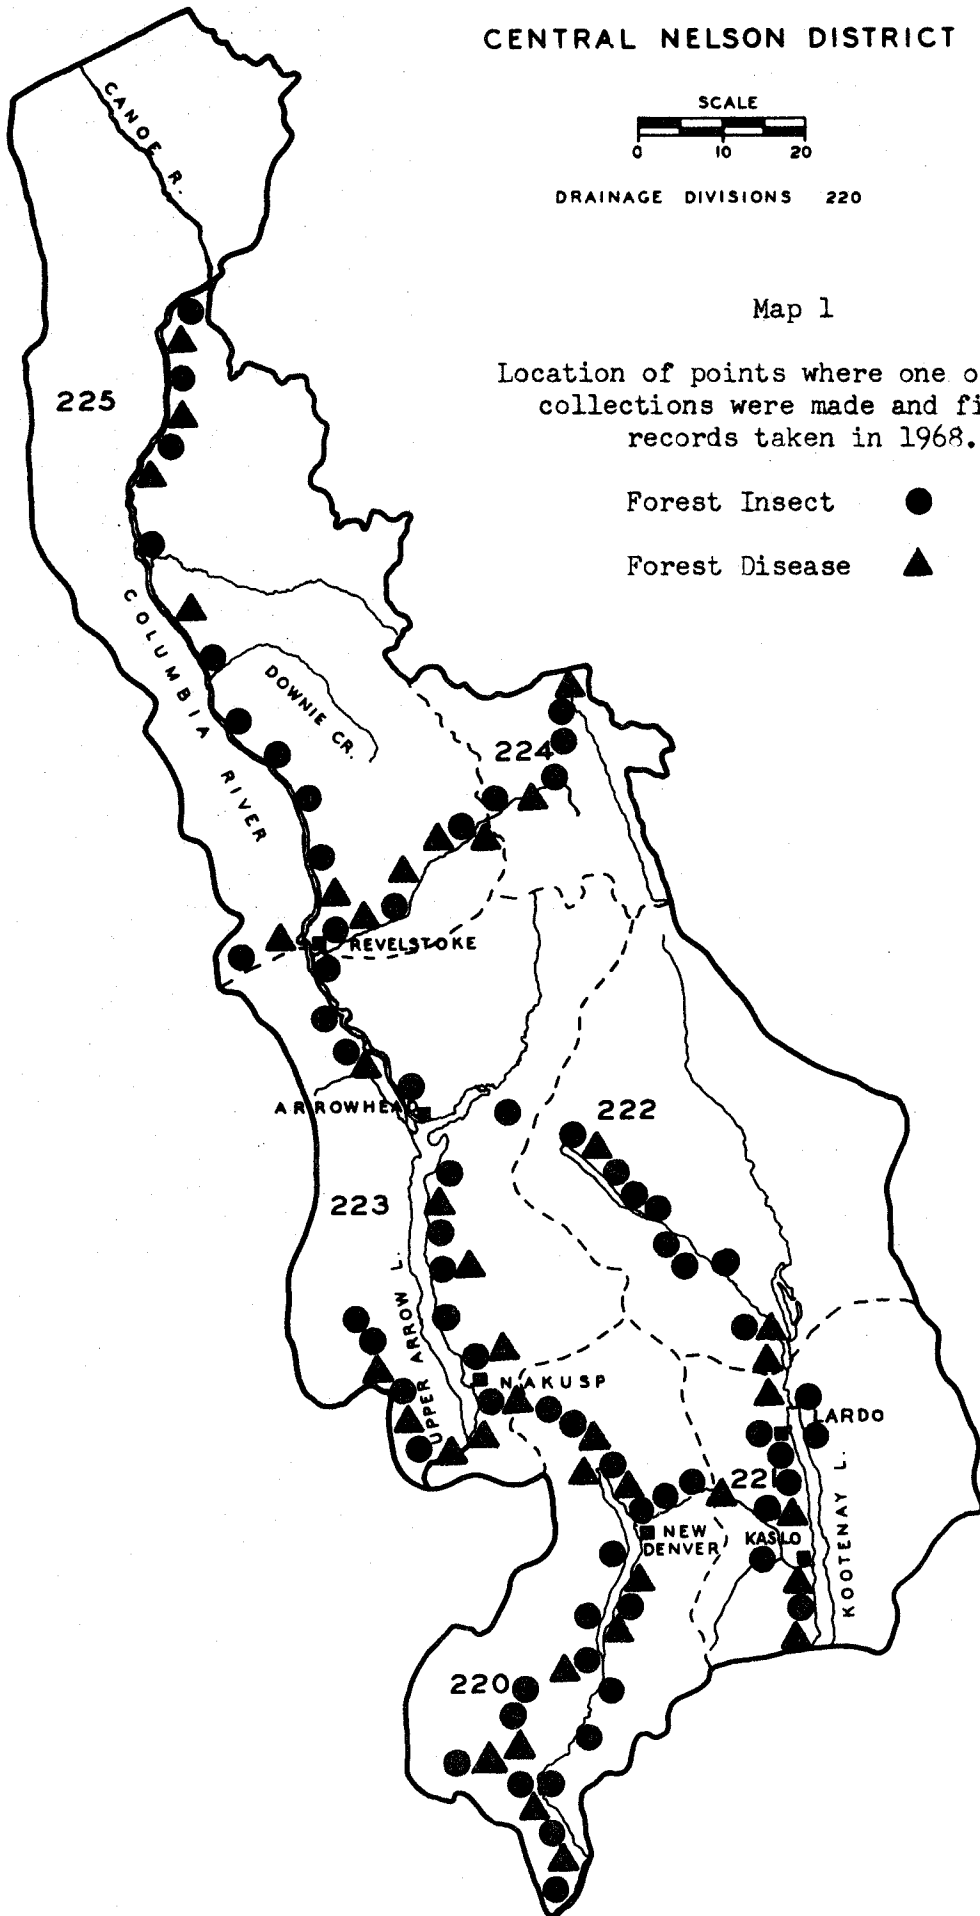 CENTRAL NELSON DISTRICT
SCALE
0 10 20
DRAINAGE DIVISIONS 220
Map 1
Location of points where one o
collections were made and fi
records taken in 1968.
Forest Insect
Forest Disease
CANOE R.
225
COLUMBIA RIVER
DOWNIE CR.
224
REVELSTOKE
ARROWHEAD
222
223
UPPER ARROW L.
NAKUSP
LARDO
221
NEW
DENVER
KASLO
KOOTENAY L.
220